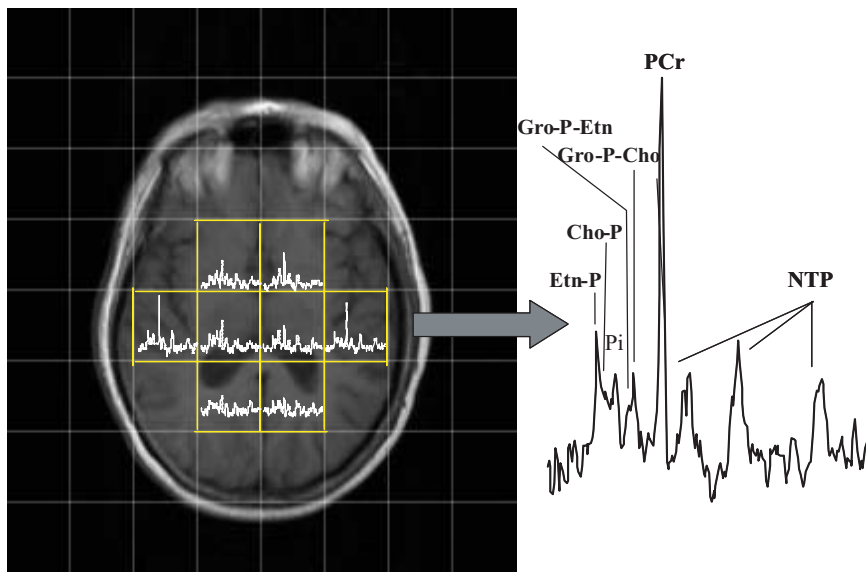 PCr
Gro-P-Etn
Gro-P-Cho
Cho-P
Etn-P
NTP
Pi